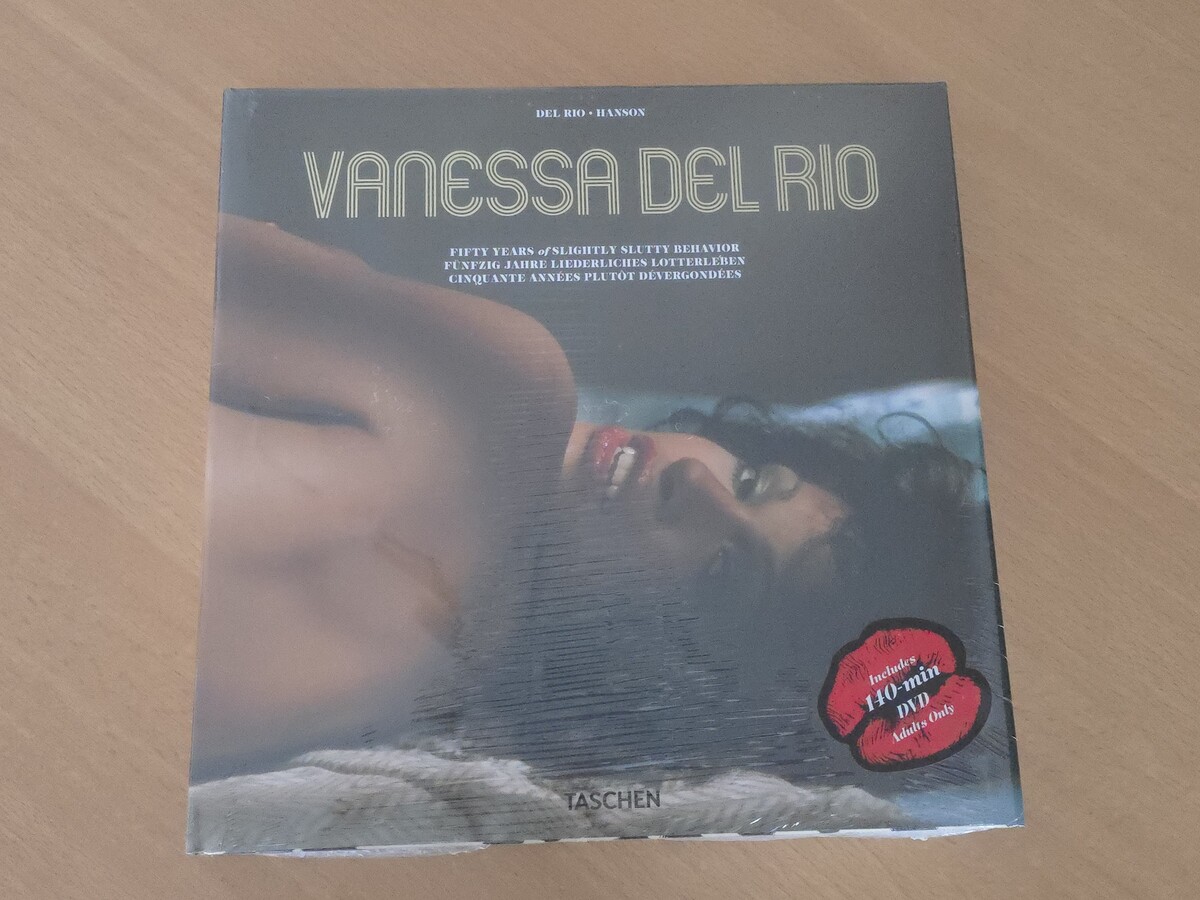 DEL RIO • HANSON
VANESSA DEL RIO
FIFTY YEARS of SLIGHTLY SLUTTY BEHAVIOR
FÜNFZIG JAHRE LIEDERLICHES LOTTERLEBEN
CINQUANTE ANNÉES PLUTÔT DÉVERGONDÉES
Includes
140-min
DVD
Adults Only
TASCHEN